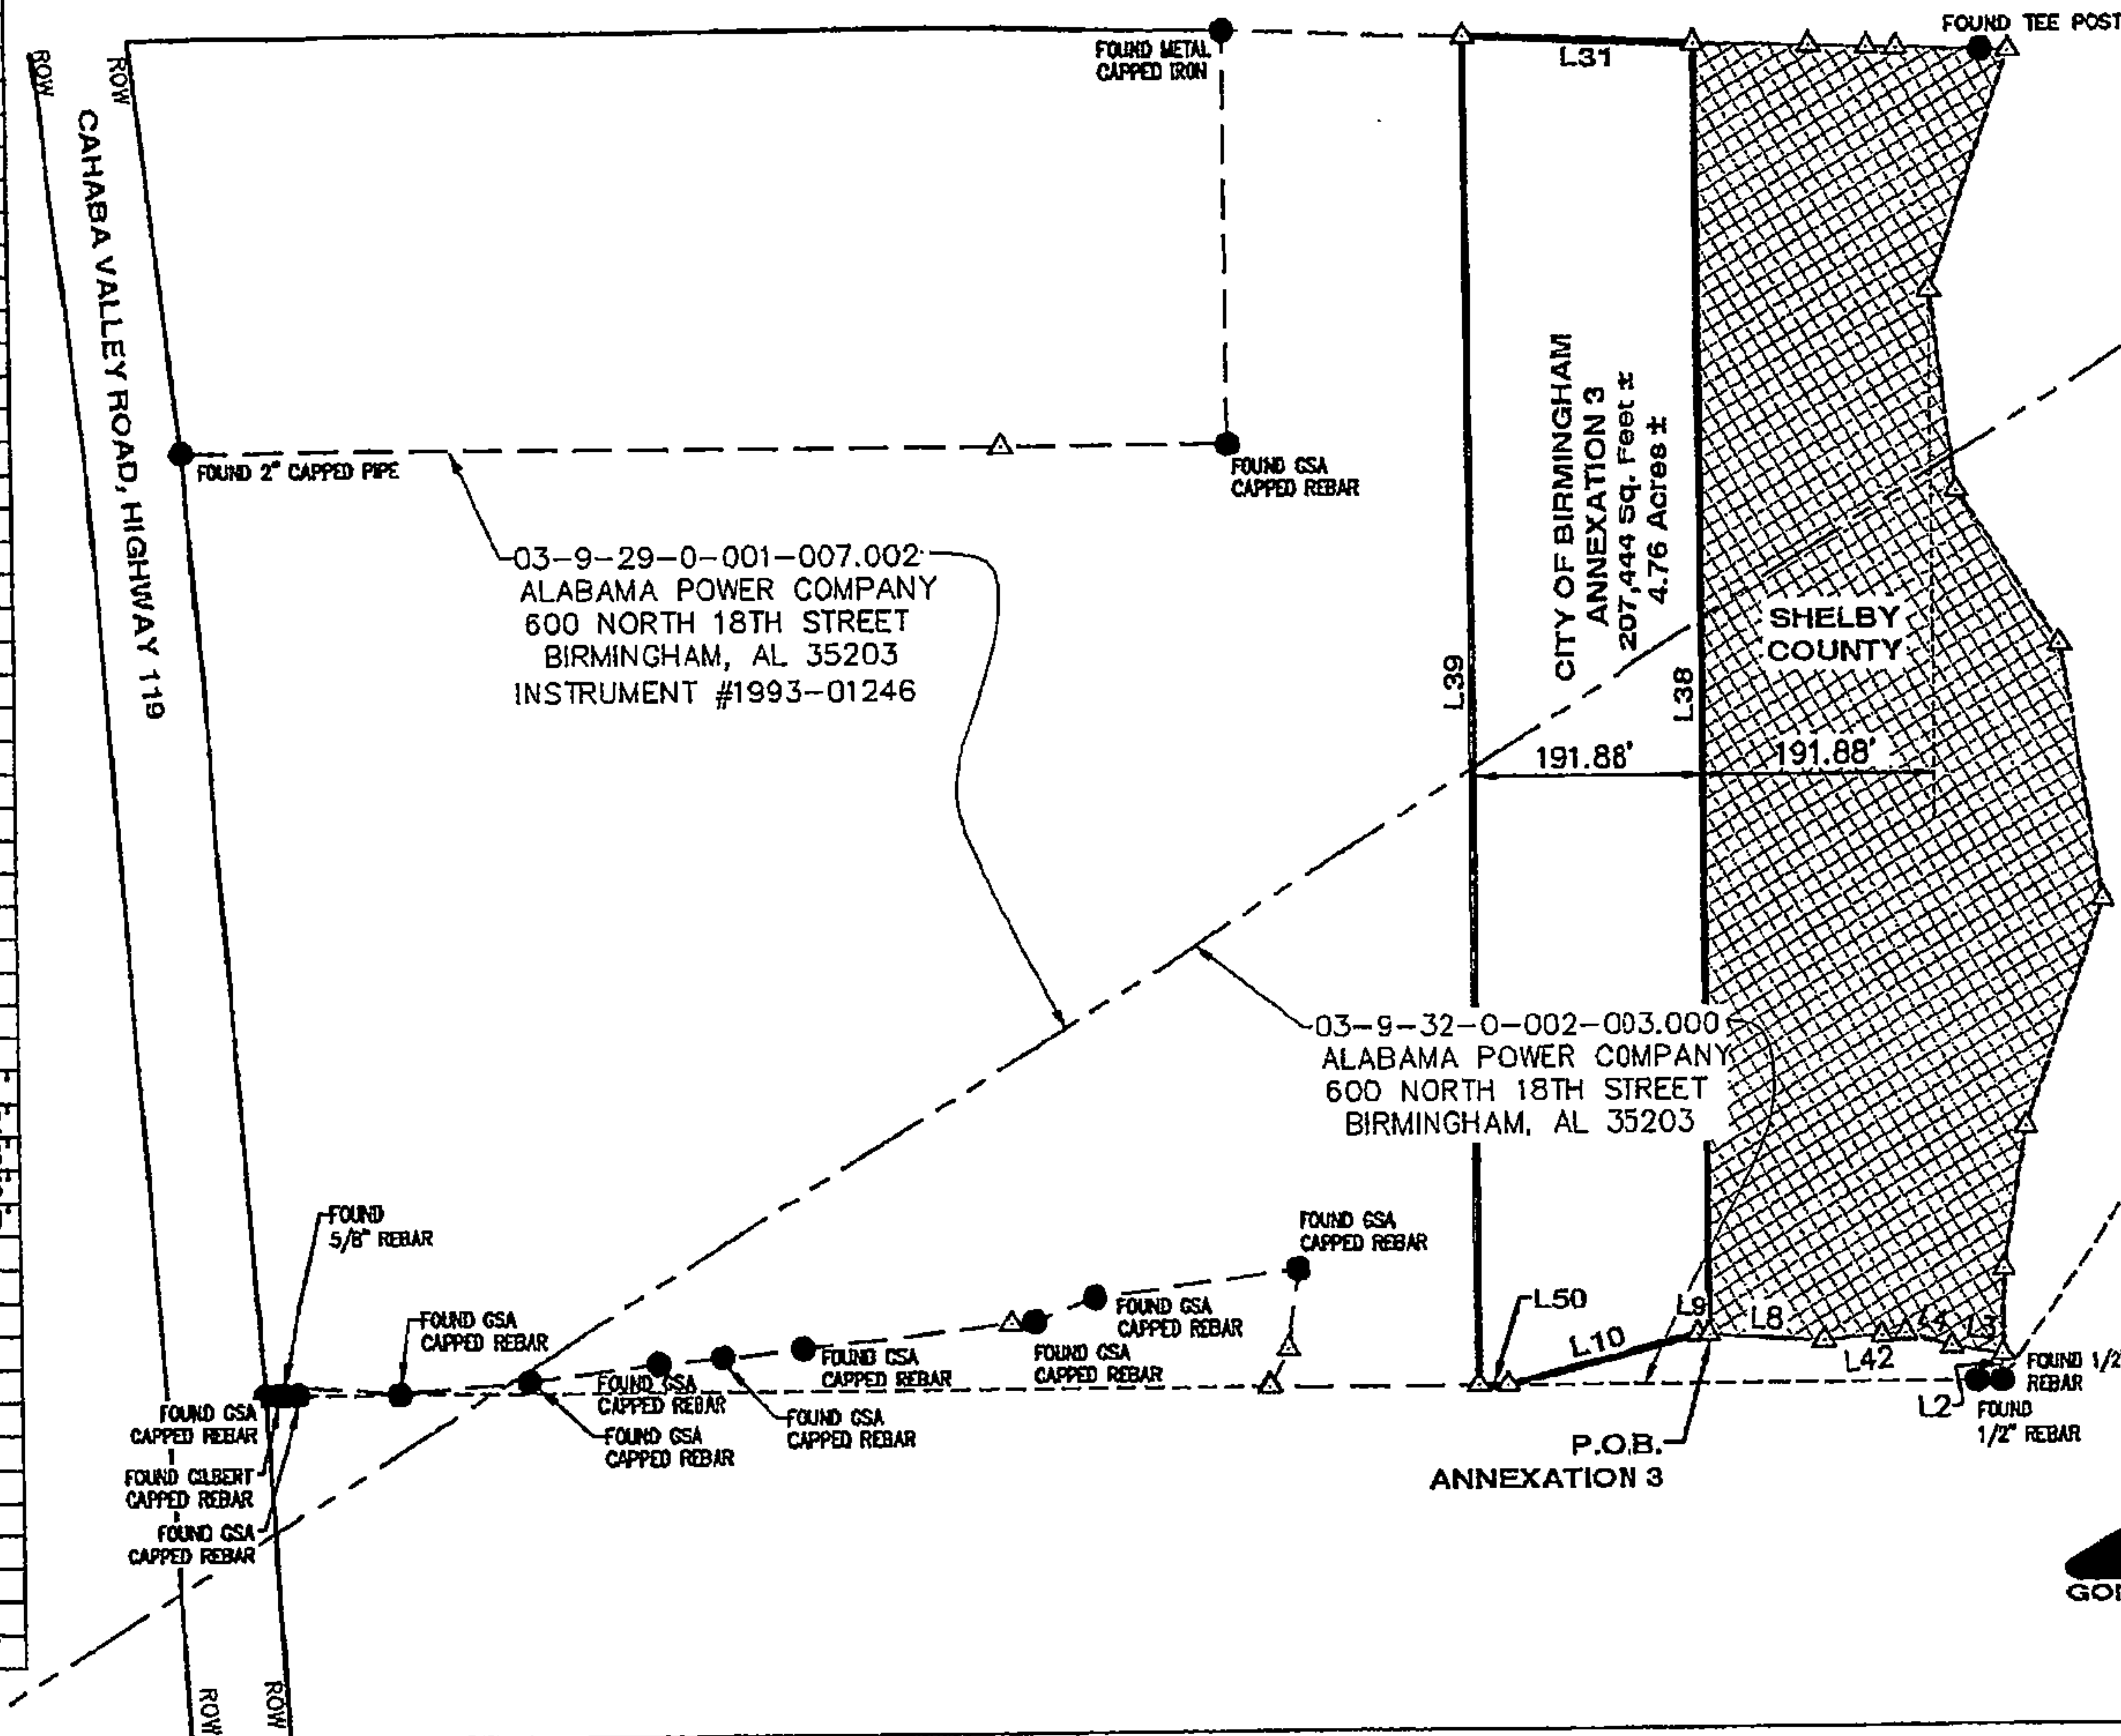 FOUND TEE POST
ROW
ROW
FOUND METAL
CAPPED IRON
L31
CAHABA VALLEY ROAD, HIGHWAY 119
FOUND 2" CAPPED PIPE
FOUND GSA
CAPPED REBAR
03-9-29-0-001-007.002
ALABAMA POWER COMPANY
600 NORTH 18TH STREET
BIRMINGHAM, AL 35203
INSTRUMENT #1993-01246
L39
CITY OF BIRMINGHAM
ANNEXATION 3
207,444 Sq. Feet ±
4.76 Acres ±
L38
SHELBY
COUNTY
191.88'
191.88'
03-9-32-0-002-003.000
ALABAMA POWER COMPANY
600 NORTH 18TH STREET
BIRMINGHAM, AL 35203
FOUND
5/8" REBAR
FOUND GSA
CAPPED REBAR
FOUND GSA
CAPPED REBAR
FOUND GSA
CAPPED REBAR
FOUND GSA
CAPPED REBAR
FOUND GSA
CAPPED REBAR
FOUND GSA
CAPPED REBAR
FOUND GSA
CAPPED REBAR
FOUND GSA
CAPPED REBAR
L50
L10
L9
L8
L42
L4
L3
FOUND 1/2"
REBAR
L2
FOUND
1/2" REBAR
FOUND GSA
CAPPED REBAR
FOUND GILBERT
CAPPED REBAR
FOUND GSA
CAPPED REBAR
P.O.B.
ANNEXATION 3
ROW
ROW